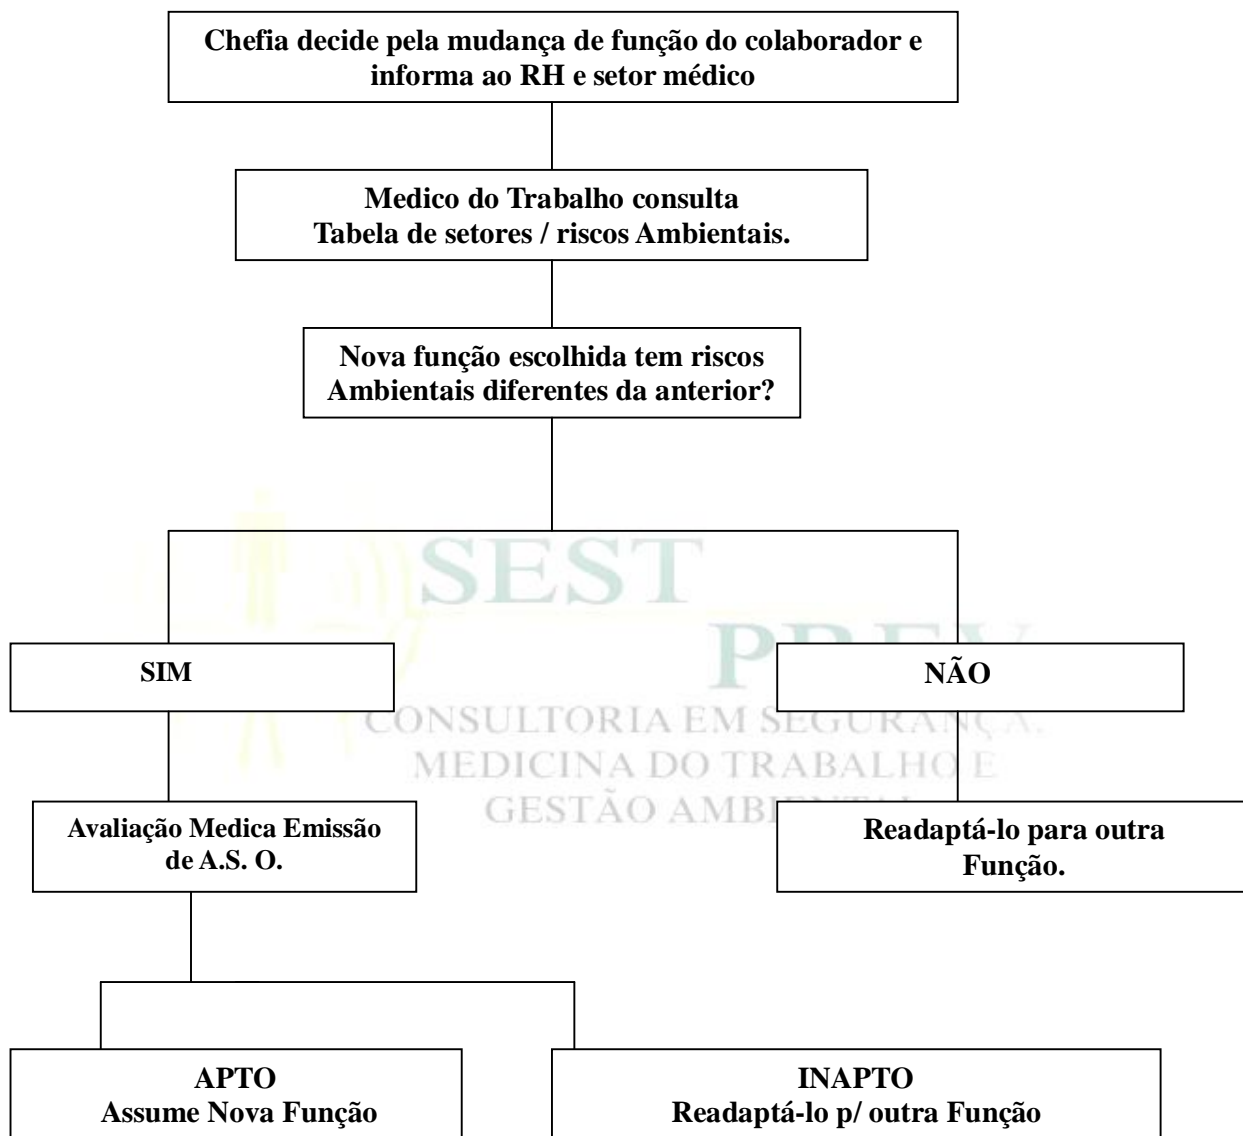 Chefia decide pela mudança de função do colaborador e
informa ao RH e setor médico
Medico do Trabalho consulta
Tabela de setores / riscos Ambientais.
Nova função escolhida tem riscos
Ambientais diferentes da anterior?
SEST
PREV
SIM
NÃO
CONSULTORIA EM SEGURANÇA,
MEDICINA DO TRABALHO E
GESTÃO AMBIENTAL
Avaliação Medica Emissão
de A.S. O.
Readaptá-lo para outra
Função.
APTO
Assume Nova Função
INAPTO
Readaptá-lo p/ outra Função